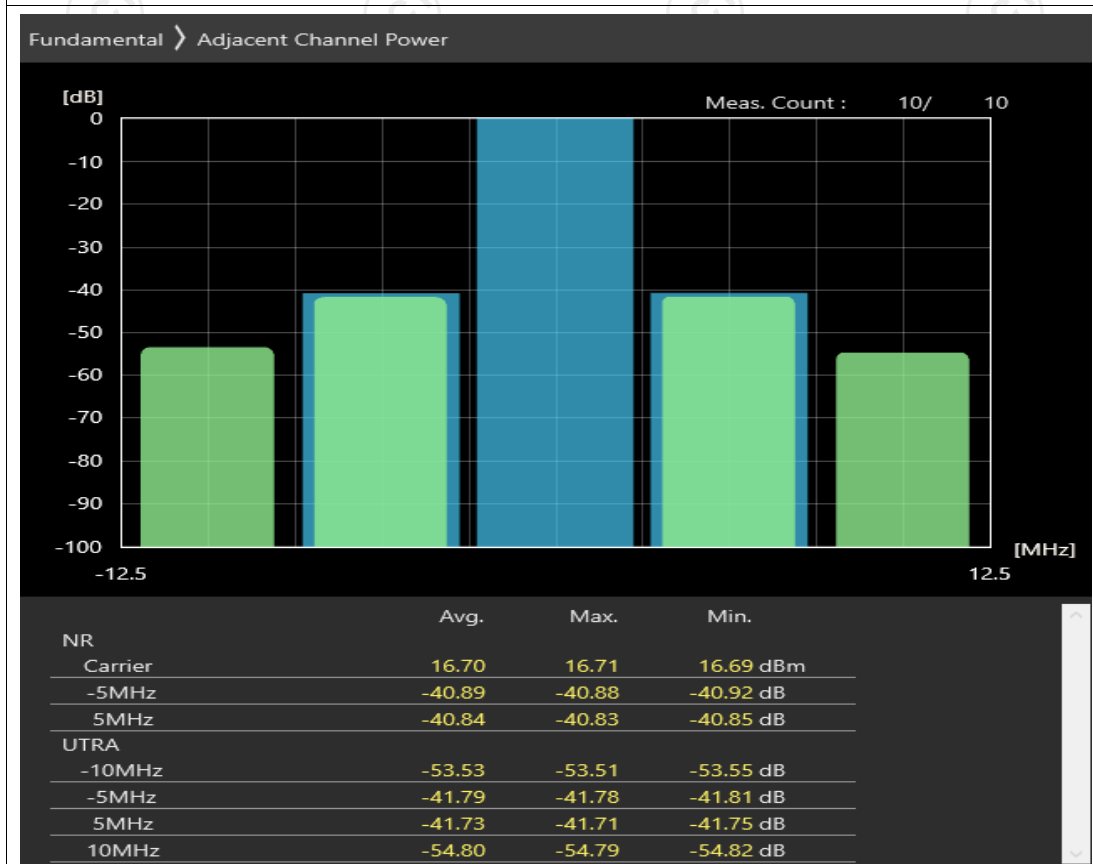 Fundamental 〉 Adjacent Channel Power
[dB]
Meas. Count : 10/ 10
0
-10
-20
-30
-40
-50
-60
-70
-80
-90
-100
[MHz]
-12.5 12.5
Avg. Max. Min.
NR
Carrier 16.70 16.71 16.69 dBm
-5MHz -40.89 -40.88 -40.92 dB
5MHz -40.84 -40.83 -40.85 dB
UTRA
-10MHz -53.53 -53.51 -53.55 dB
-5MHz -41.79 -41.78 -41.81 dB
5MHz -41.73 -41.71 -41.75 dB
10MHz -54.80 -54.79 -54.82 dB